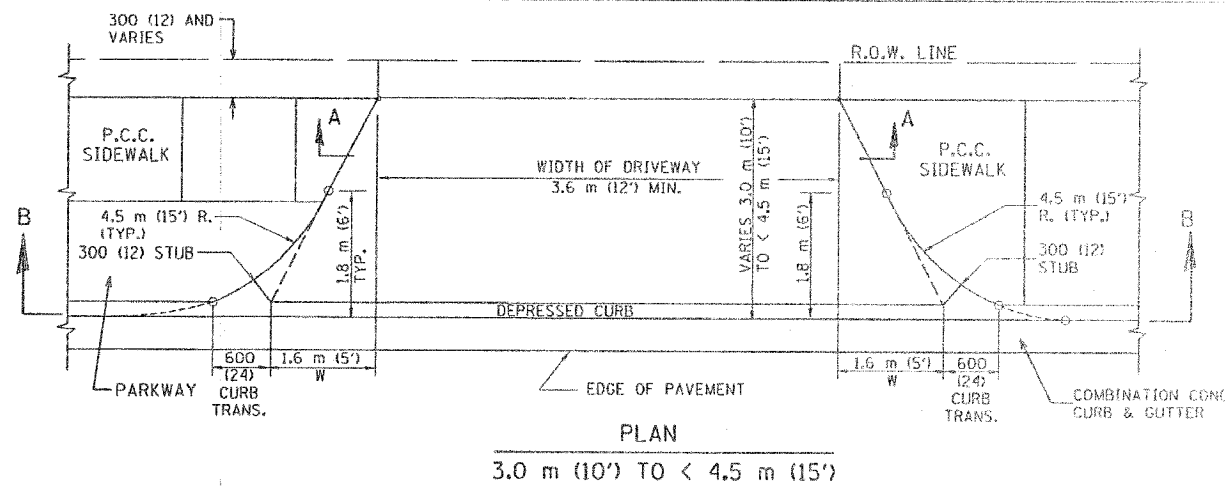 300 (12) AND
VARIES
R.O.W. LINE
A
A
P.C.C.
SIDEWALK
P.C.C.
SIDEWALK
WIDTH OF DRIVEWAY
3.6 m (12') MIN.
VARIES 3.0 m (10')
TO < 4.5 m (15')
B
B
4.5 m (15') R.
(TYP.)
300 (12) STUB
1.8 m (6')
TYP.
1.8 m (6')
4.5 m (15')
R. (TYP.)
300 (12)
STUB
DEPRESSED CURB
600
(24)
CURB
TRANS.
1.6 m (5')
W
1.6 m (5')
W
600
(24)
CURB
TRANS.
PARKWAY
EDGE OF PAVEMENT
COMBINATION CONC
CURB & GUTTER
PLAN
3.0 m (10') TO < 4.5 m (15')